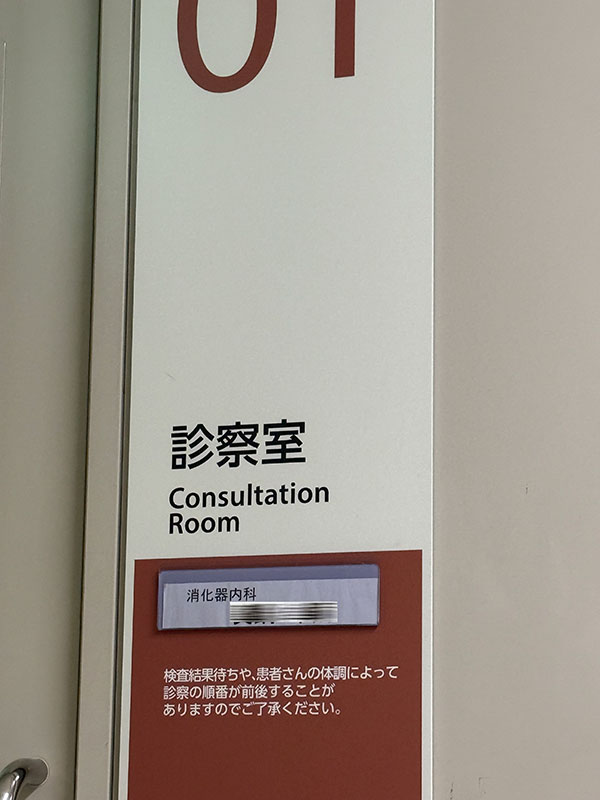 01
診察室
Consultation
Room
消化器内科
検査結果待ちや、患者さんの体調によって
診察の順番が前後することが
ありますのでご了承ください。